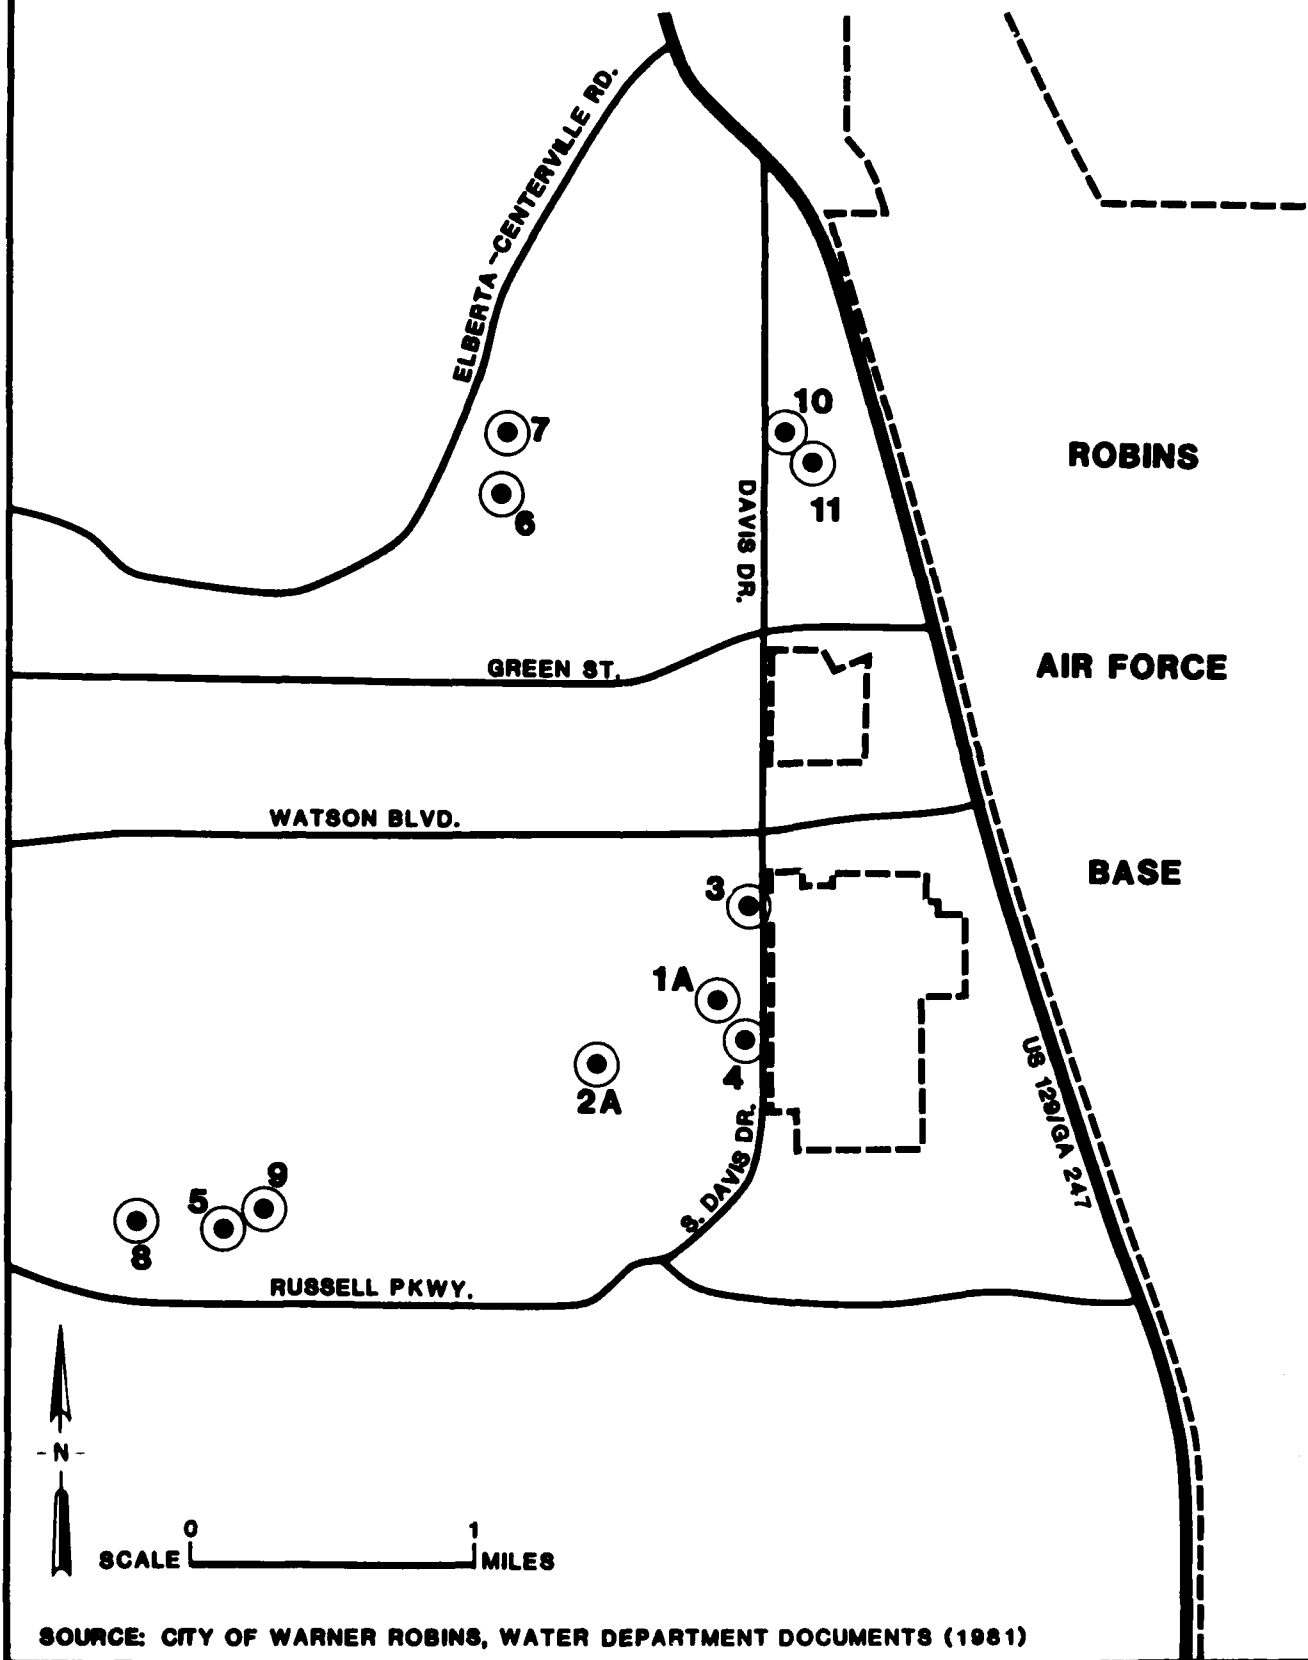 ELBERTA-CENTERVILLE RD.
10
7
ROBINS
DAVIS DR.
11
6
AIR FORCE
GREEN ST.
WATSON BLVD.
BASE
3
1A
4
2A
US 129/GA 247
S. DAVIS DR.
9
5
8
RUSSELL PKWY.
-N-
0 1
SCALE MILES
SOURCE: CITY OF WARNER ROBINS, WATER DEPARTMENT DOCUMENTS (1981)